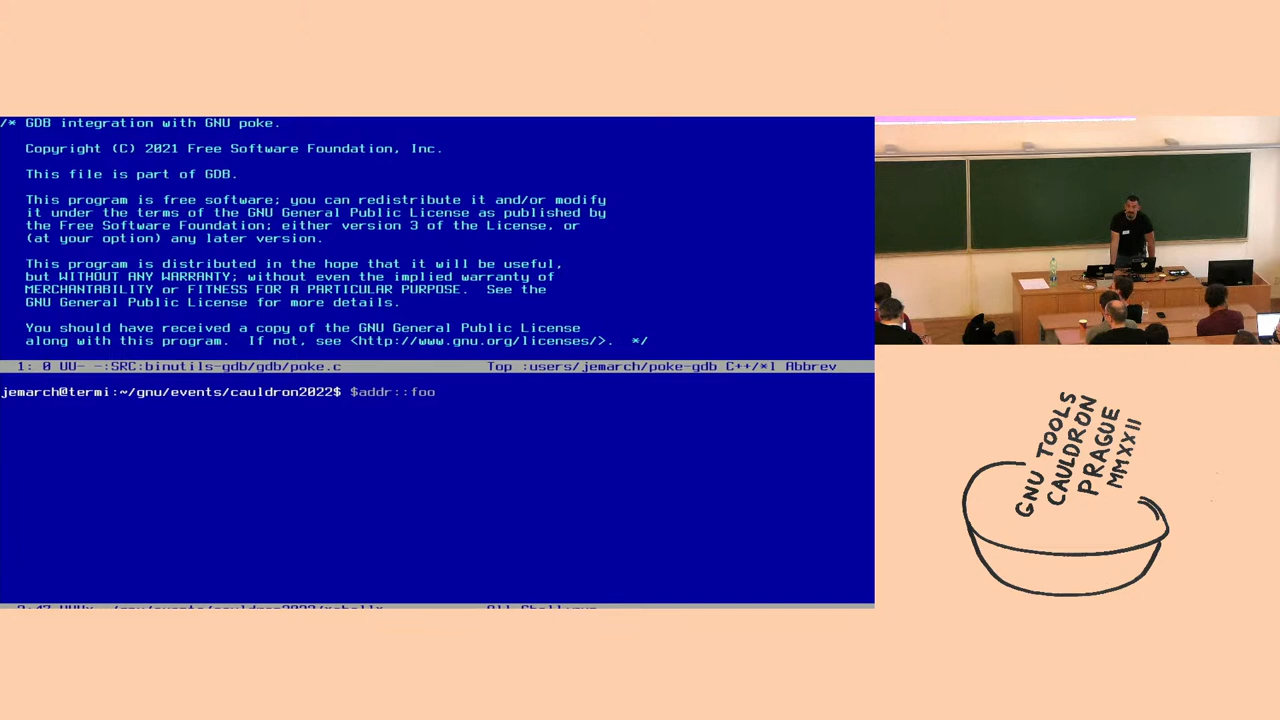 /* GDB integration with GNU poke.
Copyright (C) 2021 Free Software Foundation, Inc.
This file is part of GDB.
This program is free software; you can redistribute it and/or modify
it under the terms of the GNU General Public License as published by
the Free Software Foundation; either version 3 of the License, or
(at your option) any later version.
This program is distributed in the hope that it will be useful,
but WITHOUT ANY WARRANTY; without even the implied warranty of
MERCHANTABILITY or FITNESS FOR A PARTICULAR PURPOSE.  See the
GNU General Public License for more details.
You should have received a copy of the GNU General Public License
along with this program.  If not, see <http://www.gnu.org/licenses/>.  */
1: 0 UU- -:SRC:binutils-gdb/gdb/poke.c Top :users/jemarch/poke-gdb C++/*l Abbrev
jemarch@termi:~/gnu/events/cauldron2022$ $addr::foo
GNU TOOLS
CAULDRON
PRAGUE
MMXXII